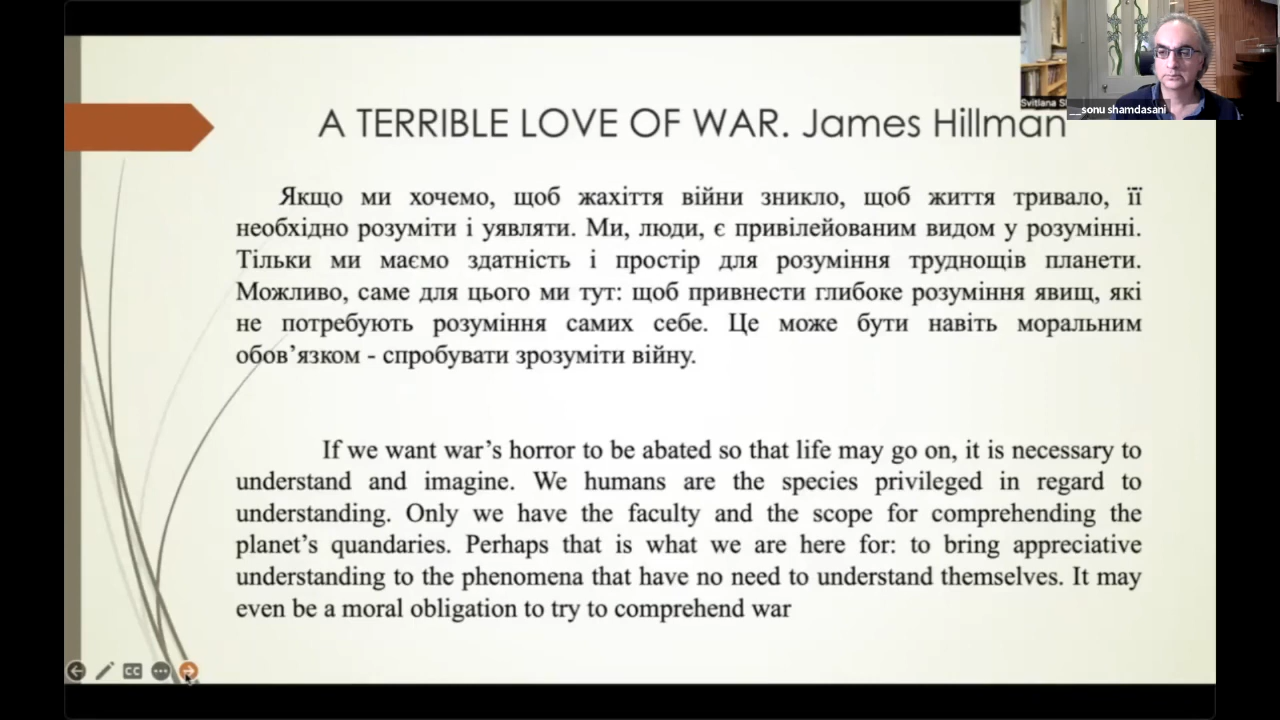 Svitlana
sonu shamdasani
A TERRIBLE LOVE OF WAR. James Hillman
Якщо ми хочемо, щоб жахіття війни зникло, щоб життя тривало, її
необхідно розуміти і уявляти. Ми, люди, є привілейованим видом у розумінні.
Тільки ми маємо здатність і простір для розуміння труднощів планети.
Можливо, саме для цього ми тут: щоб привнести глибоке розуміння явищ, які
не потребують розуміння самих себе. Це може бути навіть моральним
обов’язком - спробувати зрозуміти війну.
If we want war’s horror to be abated so that life may go on, it is necessary to
understand and imagine. We humans are the species privileged in regard to
understanding. Only we have the faculty and the scope for comprehending the
planet’s quandaries. Perhaps that is what we are here for: to bring appreciative
understanding to the phenomena that have no need to understand themselves. It may
even be a moral obligation to try to comprehend war
CC